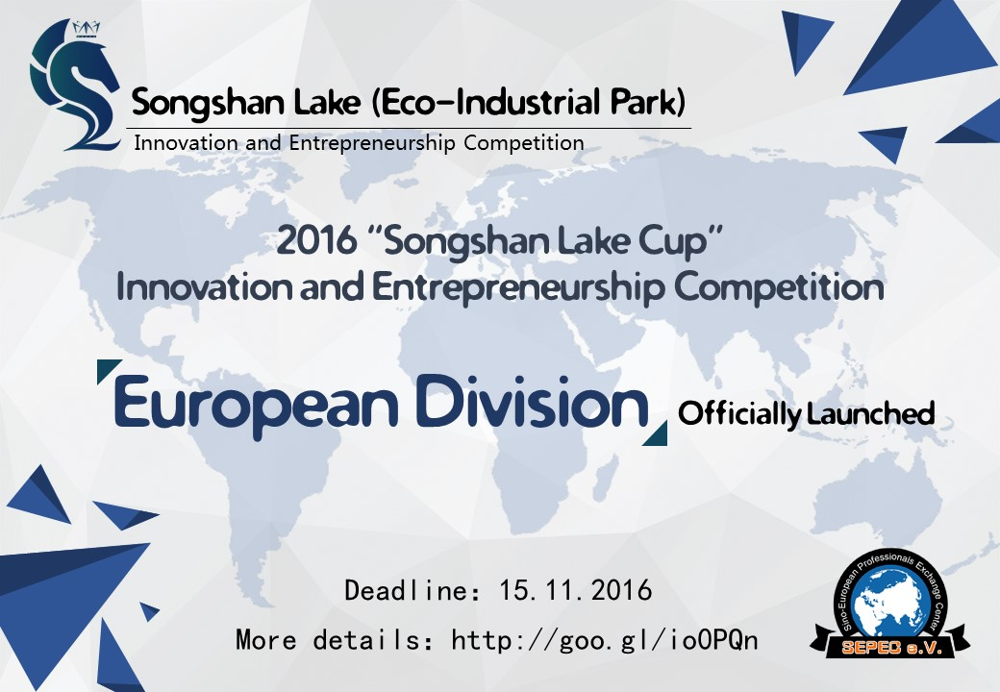 Songshan Lake (Eco-Industrial Park)
Innovation and Entrepreneurship Competition
2016 “Songshan Lake Cup”
Innovation and Entrepreneurship Competition
European Division
Officially Launched
Deadline：15.11.2016
More details：http://goo.gl/ioOPQn
Sino-European Professionals Exchange Center
SEPEC e.V.